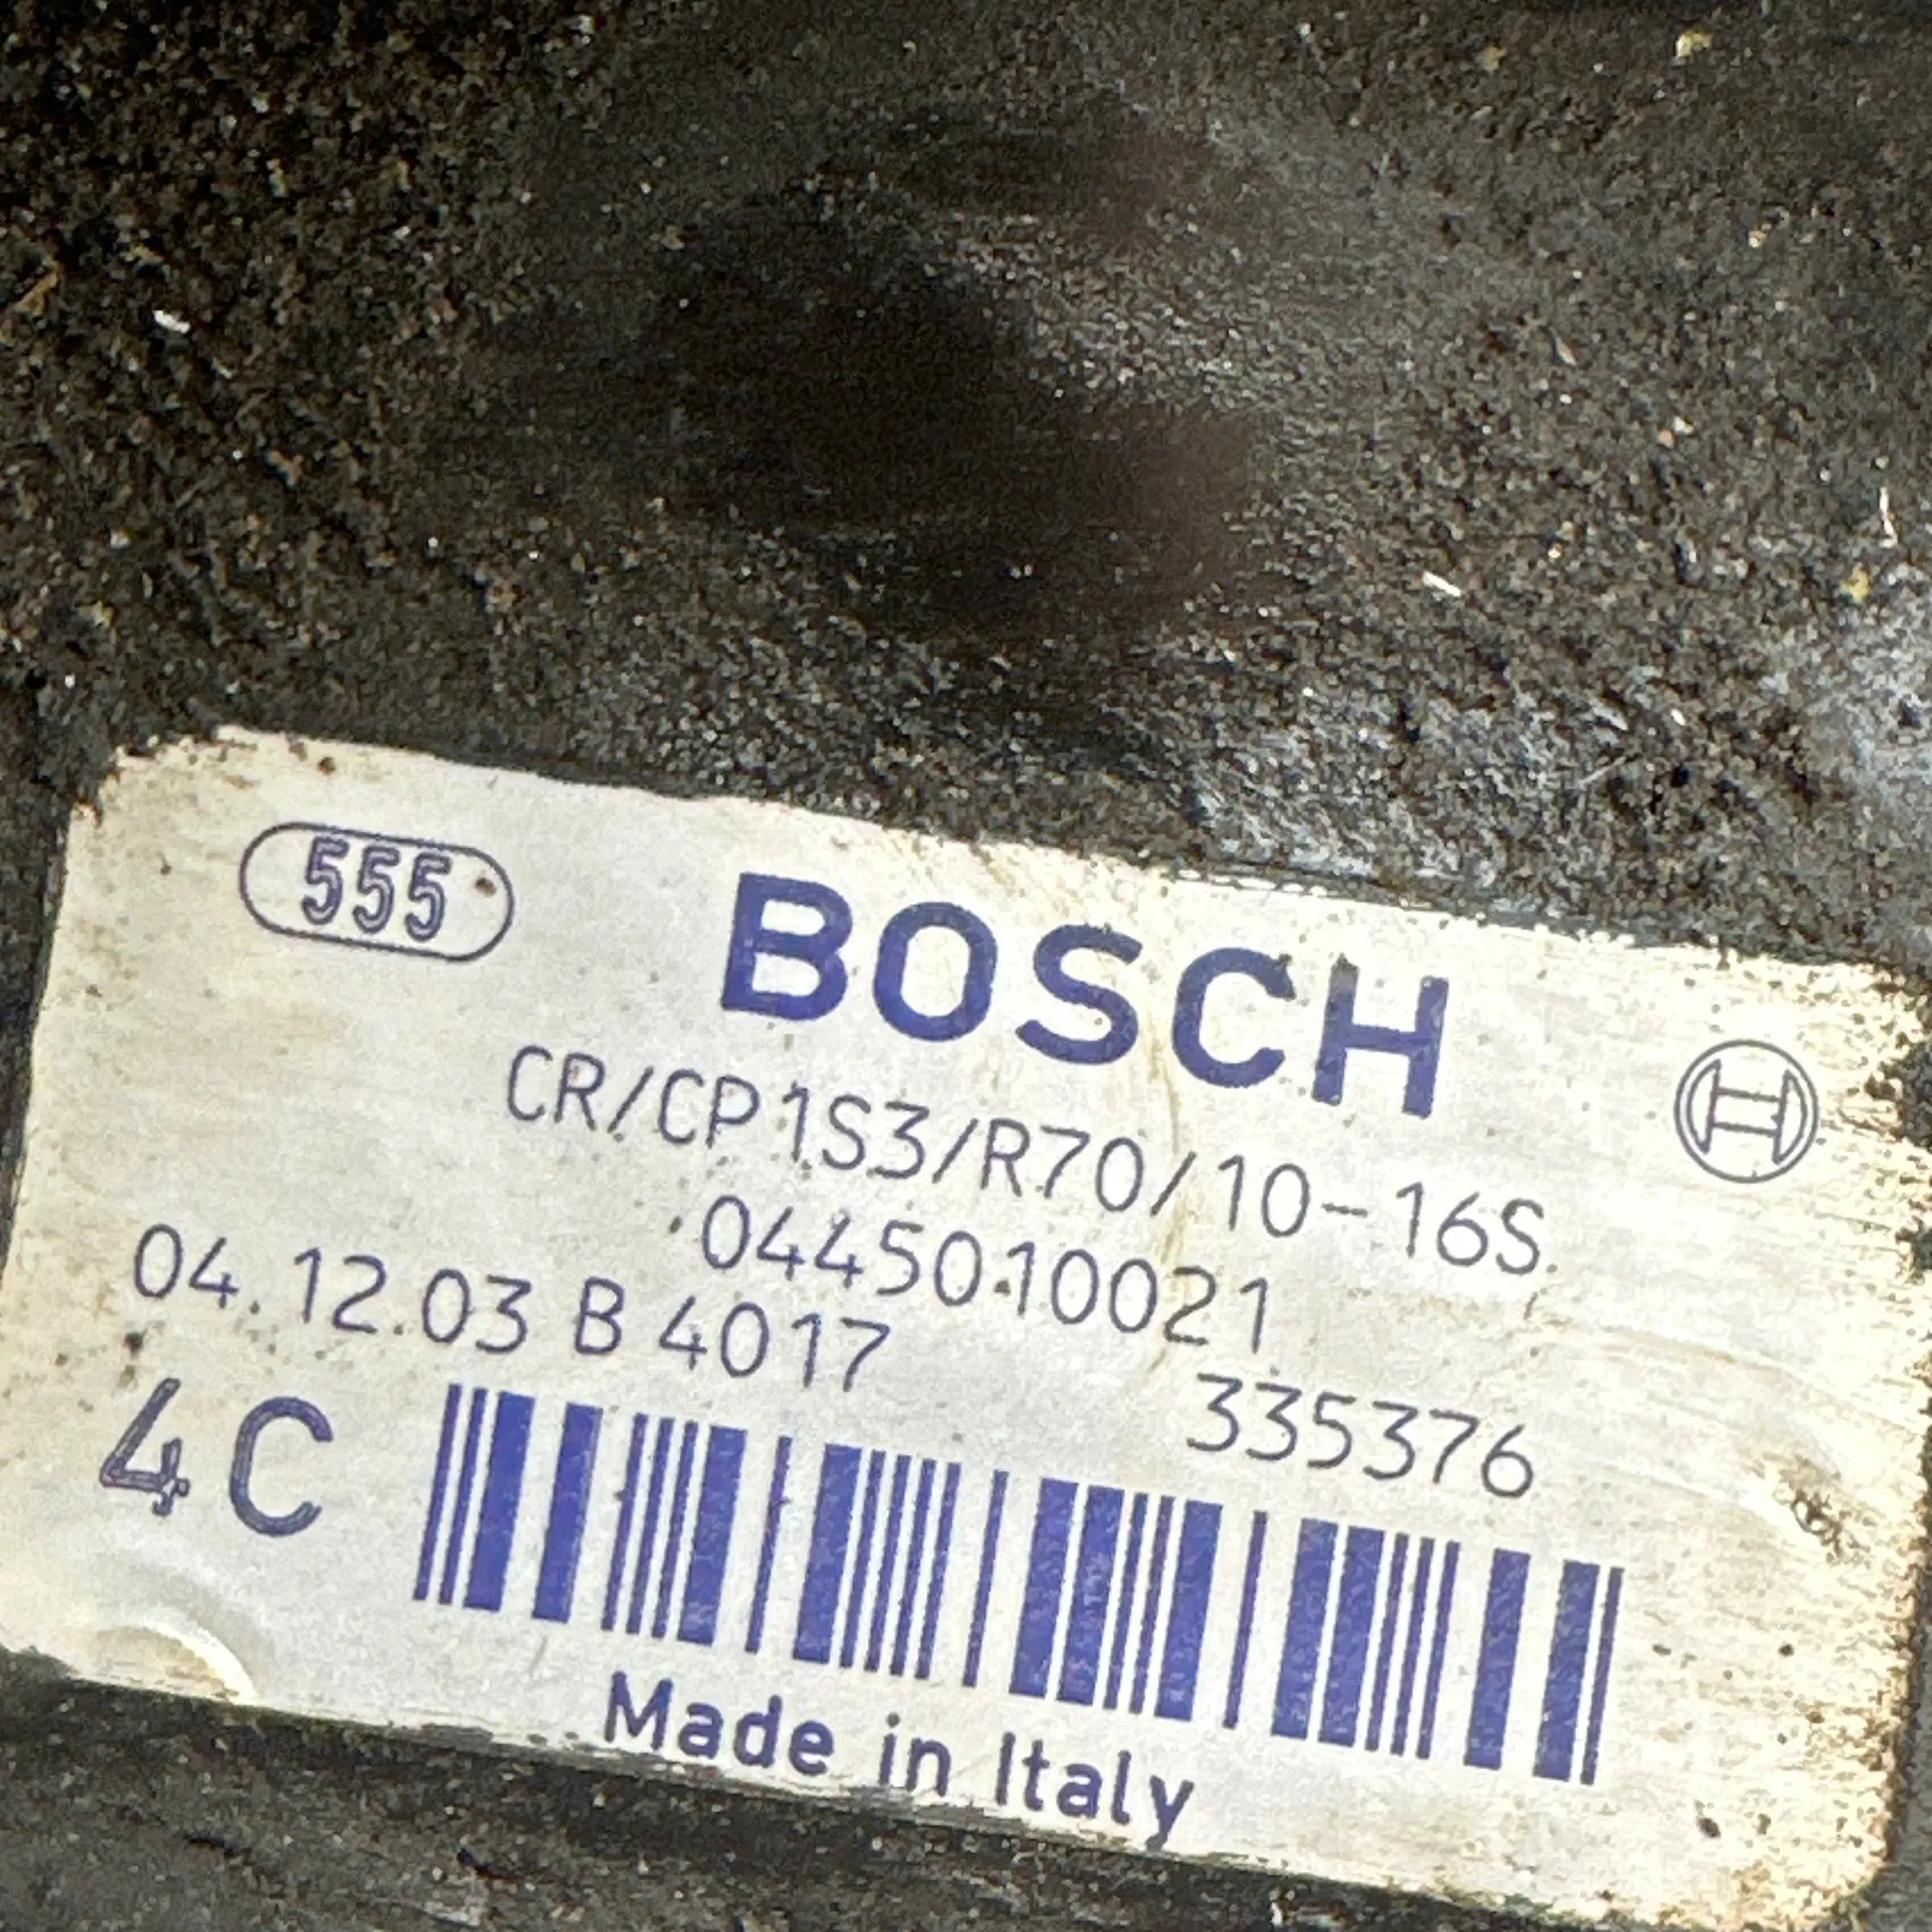 555
BOSCH
CR/CP1S3/R70/10-16S
0445010021
04.12.03 B 4017
335376
4C
Made in Italy